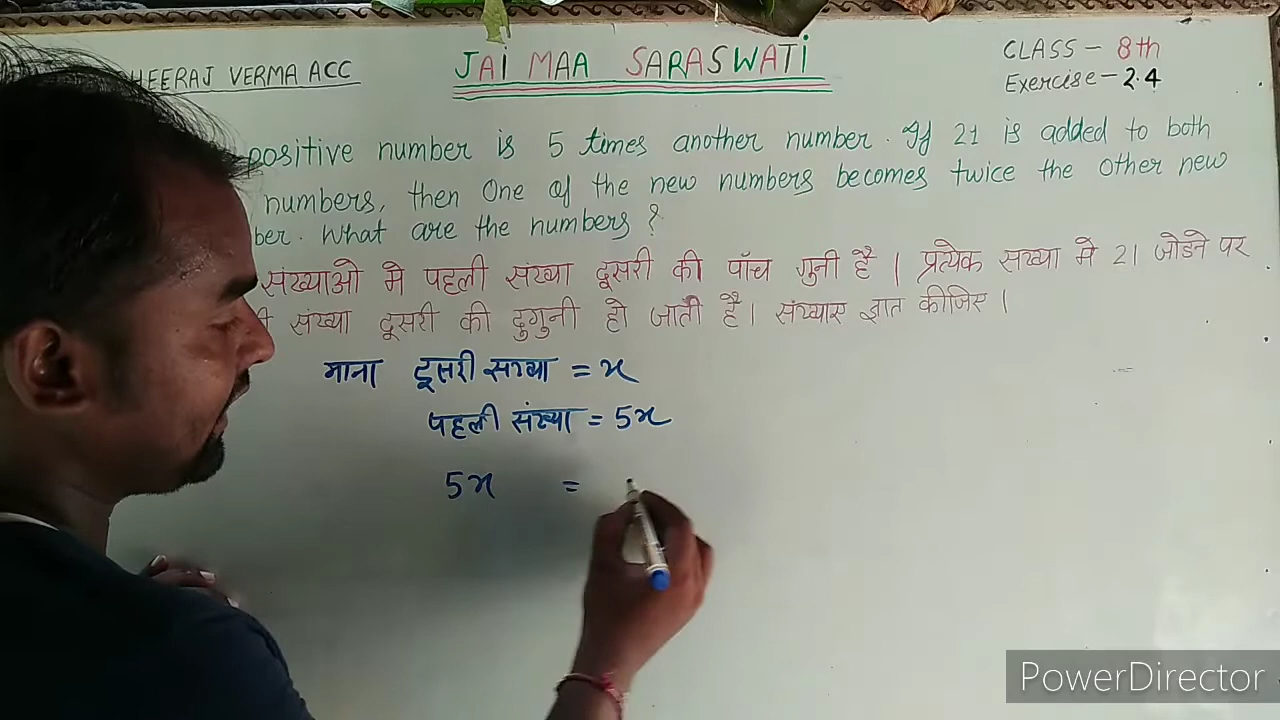 HEERAJ VERMA ACC
JAI MAA SARASWATI
CLASS - 8th
Exercise - 2.4
positive number is 5 times another number. If 21 is added to both
numbers, then One of the new numbers becomes twice the other new
ber. What are the numbers?
संख्याओ मे पहली संख्या दूसरी की पाँच गुनी है । प्रत्येक सख्या मे 21 जोडने पर
संख्या दूसरी की दुगुनी हो जाती है। संख्याए ज्ञात कीजिए ।
माना दूसरी सख्या = x
पहली संख्या = 5x
5x =
PowerDirector